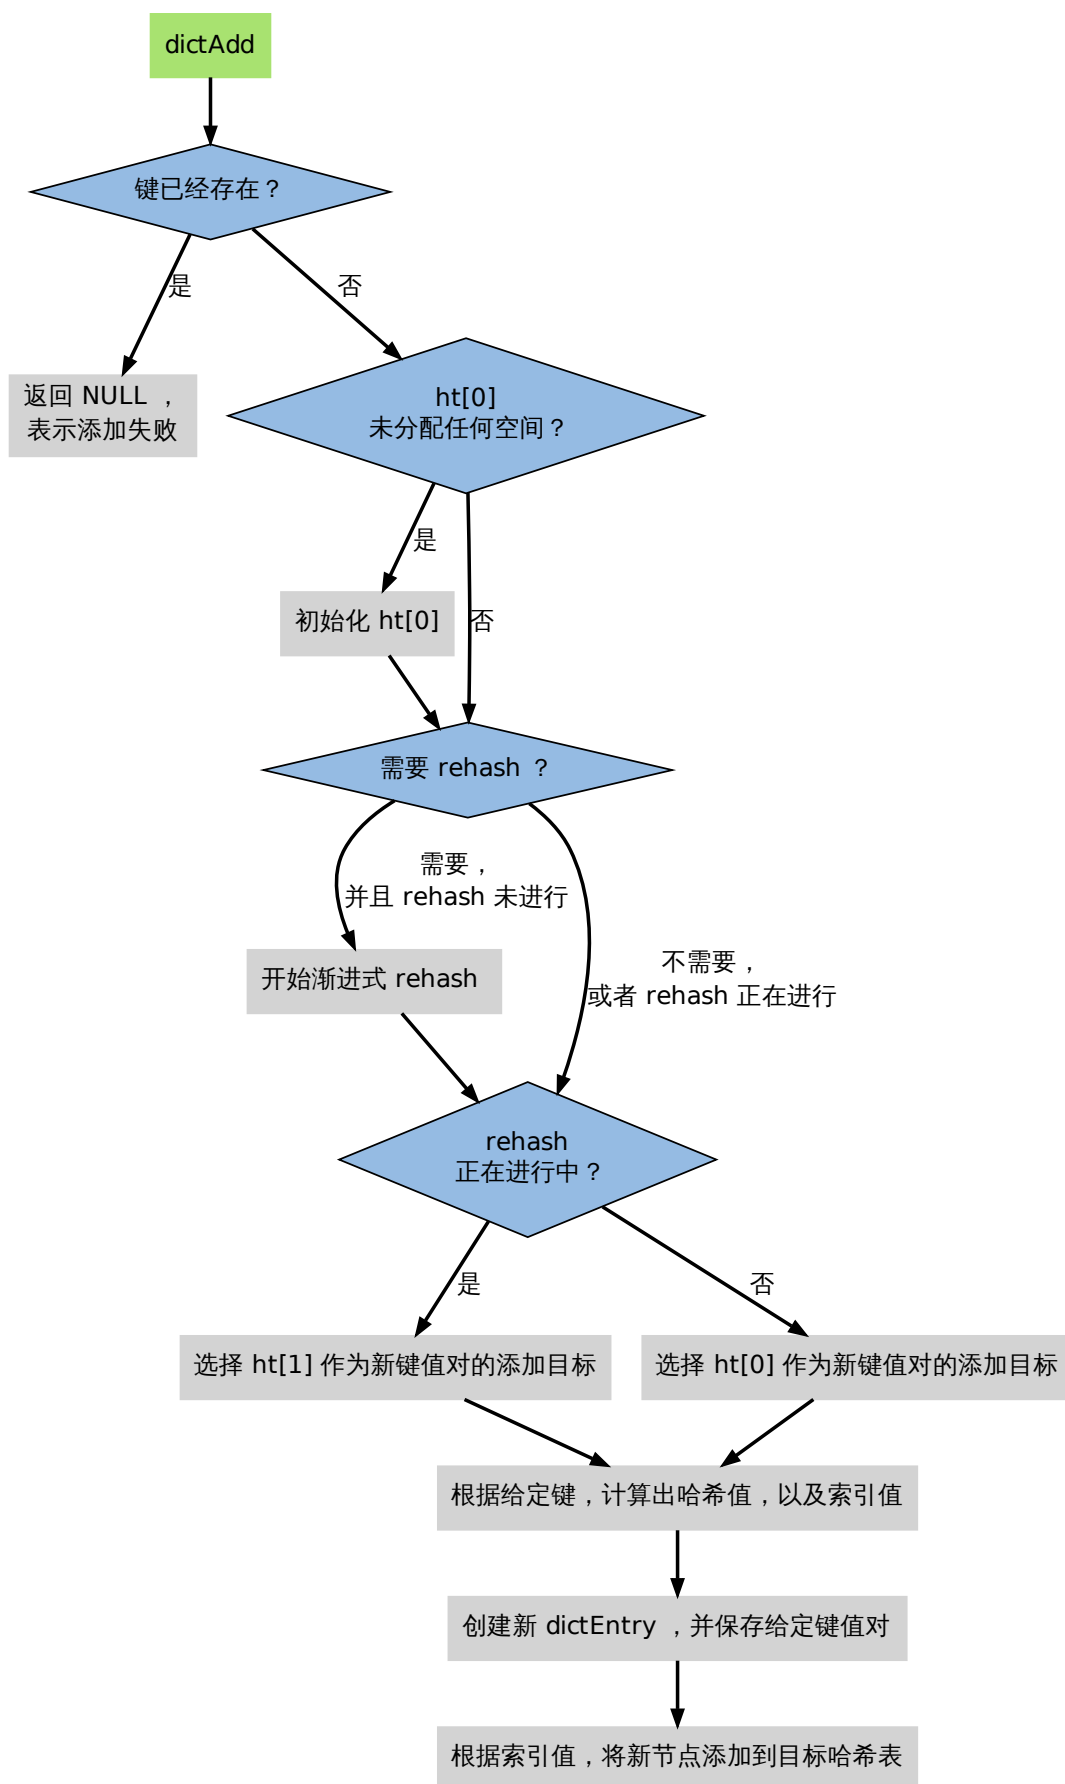 dictAdd
键已经存在？
是
否
返回 NULL ，
表示添加失败
ht[0]
未分配任何空间？
是
初始化 ht[0]
否
需要 rehash ？
需要，
并且 rehash 未进行
开始渐进式 rehash
不需要，
或者 rehash 正在进行
rehash
正在进行中？
是
否
选择 ht[1] 作为新键值对的添加目标
选择 ht[0] 作为新键值对的添加目标
根据给定键，计算出哈希值，以及索引值
创建新 dictEntry ，并保存给定键值对
根据索引值，将新节点添加到目标哈希表